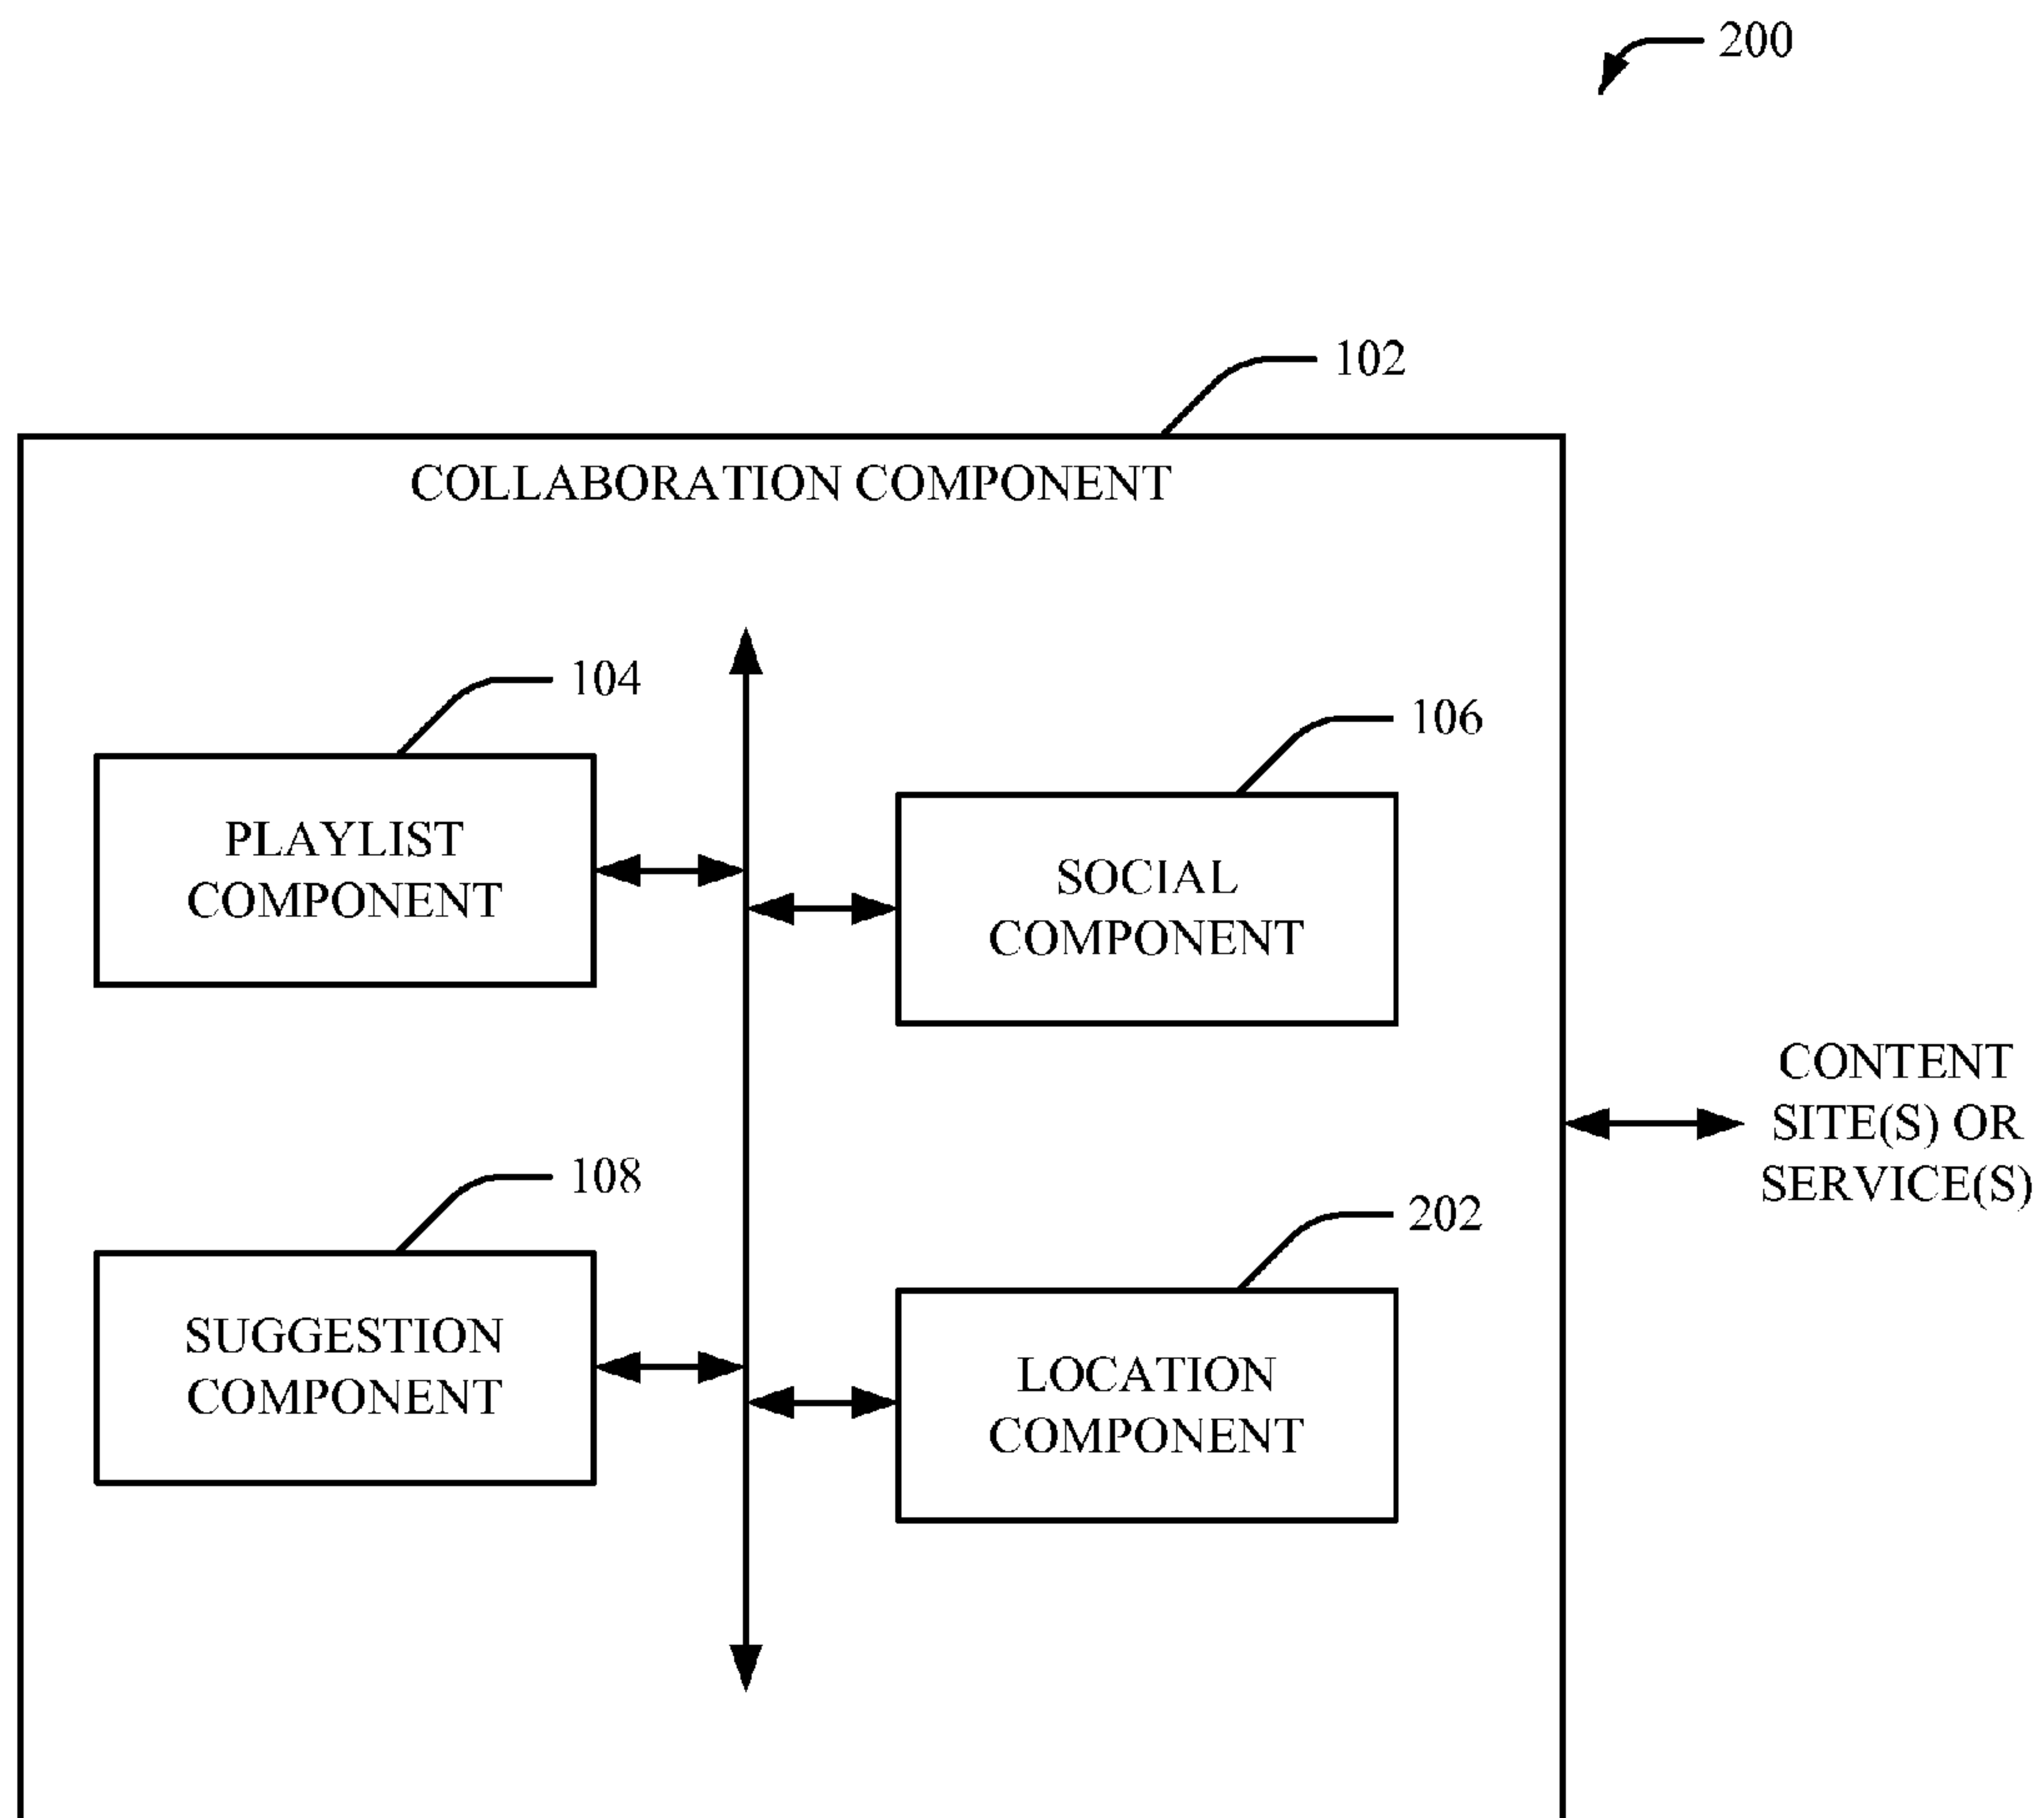 200
102
COLLABORATION COMPONENT
104
106
PLAYLIST
COMPONENT
SOCIAL
COMPONENT
CONTENT
SITE(S) OR
SERVICE(S)
108
202
SUGGESTION
COMPONENT
LOCATION
COMPONENT